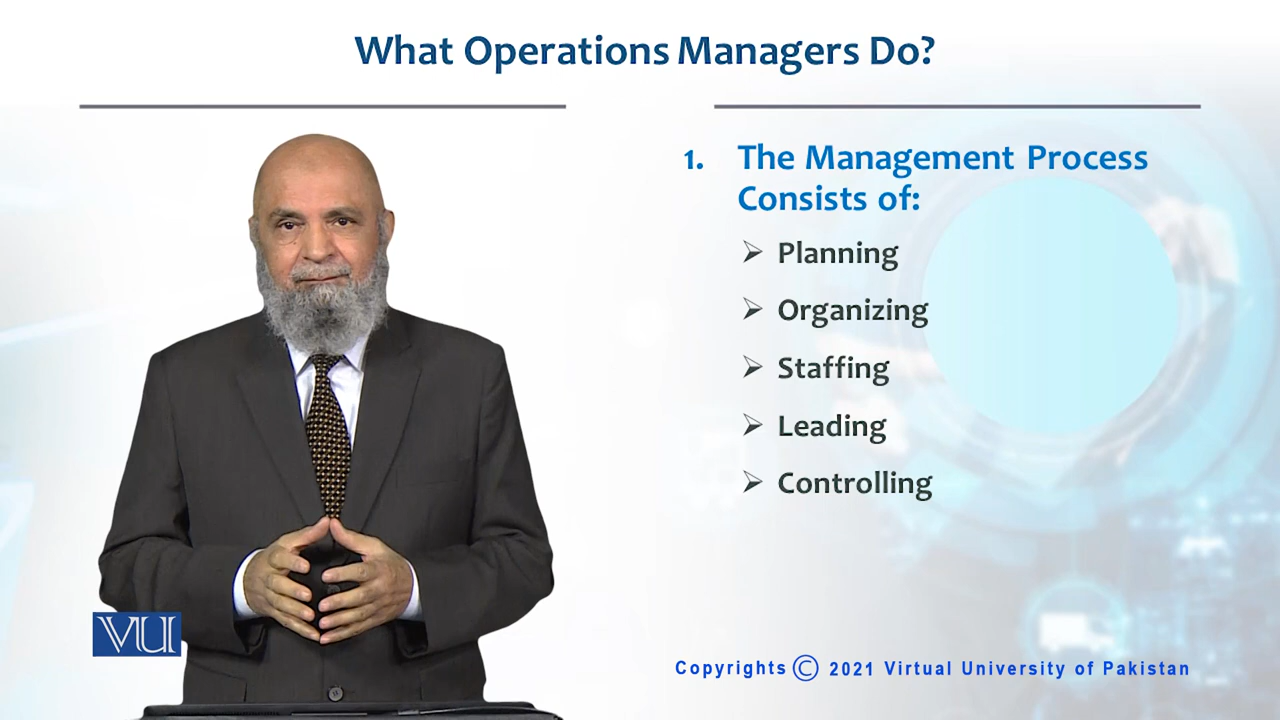 What Operations Managers Do?
1. The Management Process
Consists of:
➢ Planning
➢ Organizing
➢ Staffing
➢ Leading
➢ Controlling
VU
Copyrights © 2021 Virtual University of Pakistan